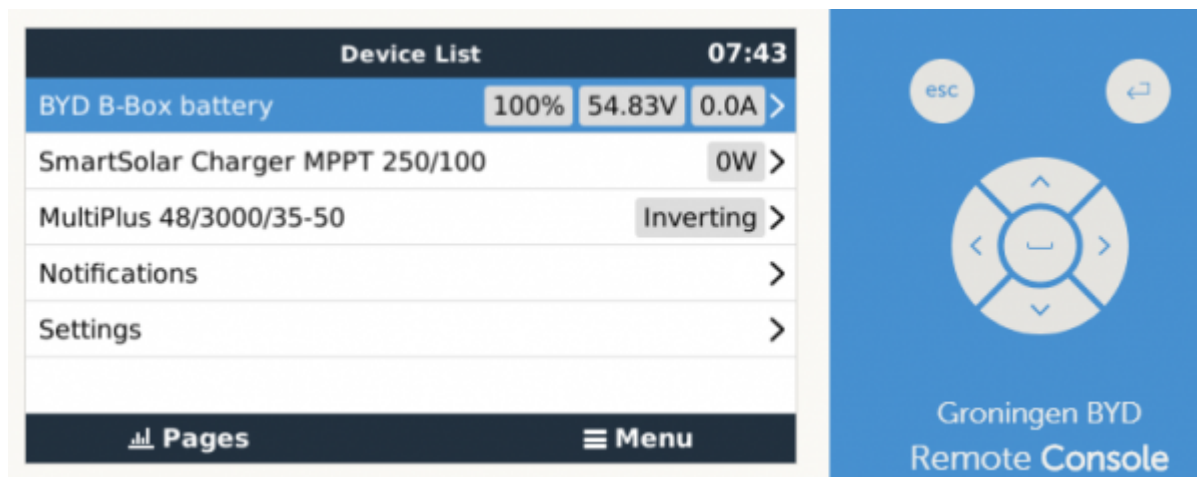 Device List 07:43
BYD B-Box battery 100% 54.83V 0.0A
SmartSolar Charger MPPT 250/100 0W
MultiPlus 48/3000/35-50 Inverting
Notifications
Settings
Pages Menu
esc
Groningen BYD
Remote Console